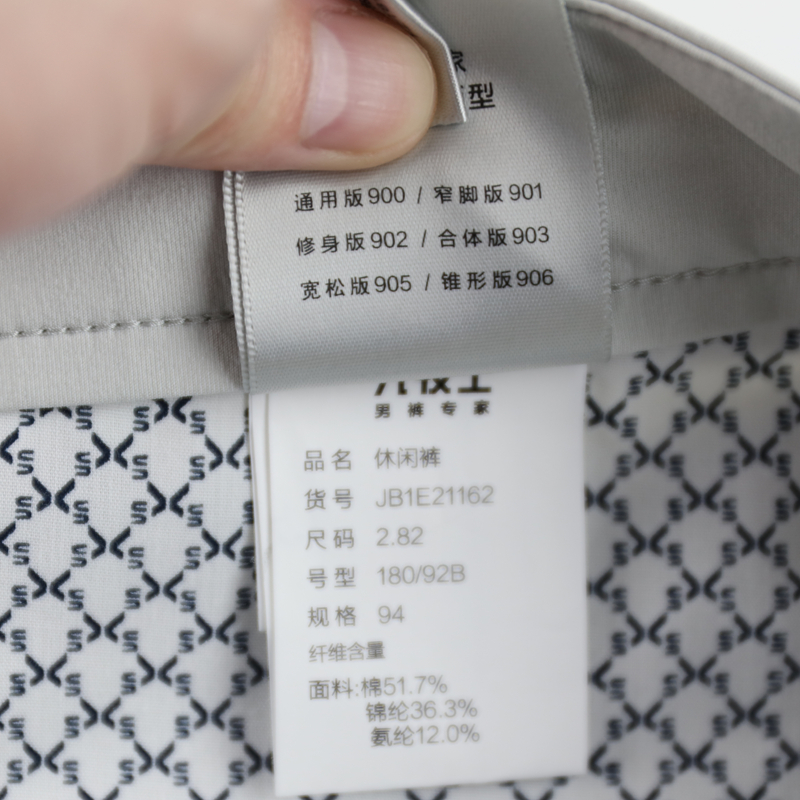 家
型
通用版900 / 窄脚版901
修身版902 / 合体版903
宽松版905 / 锥形版906
男裤专家
品名 休闲裤
货号 JB1E21162
尺码 2.82
号型 180/92B
规格 94
纤维含量
面料:棉51.7%
锦纶36.3%
氨纶12.0%